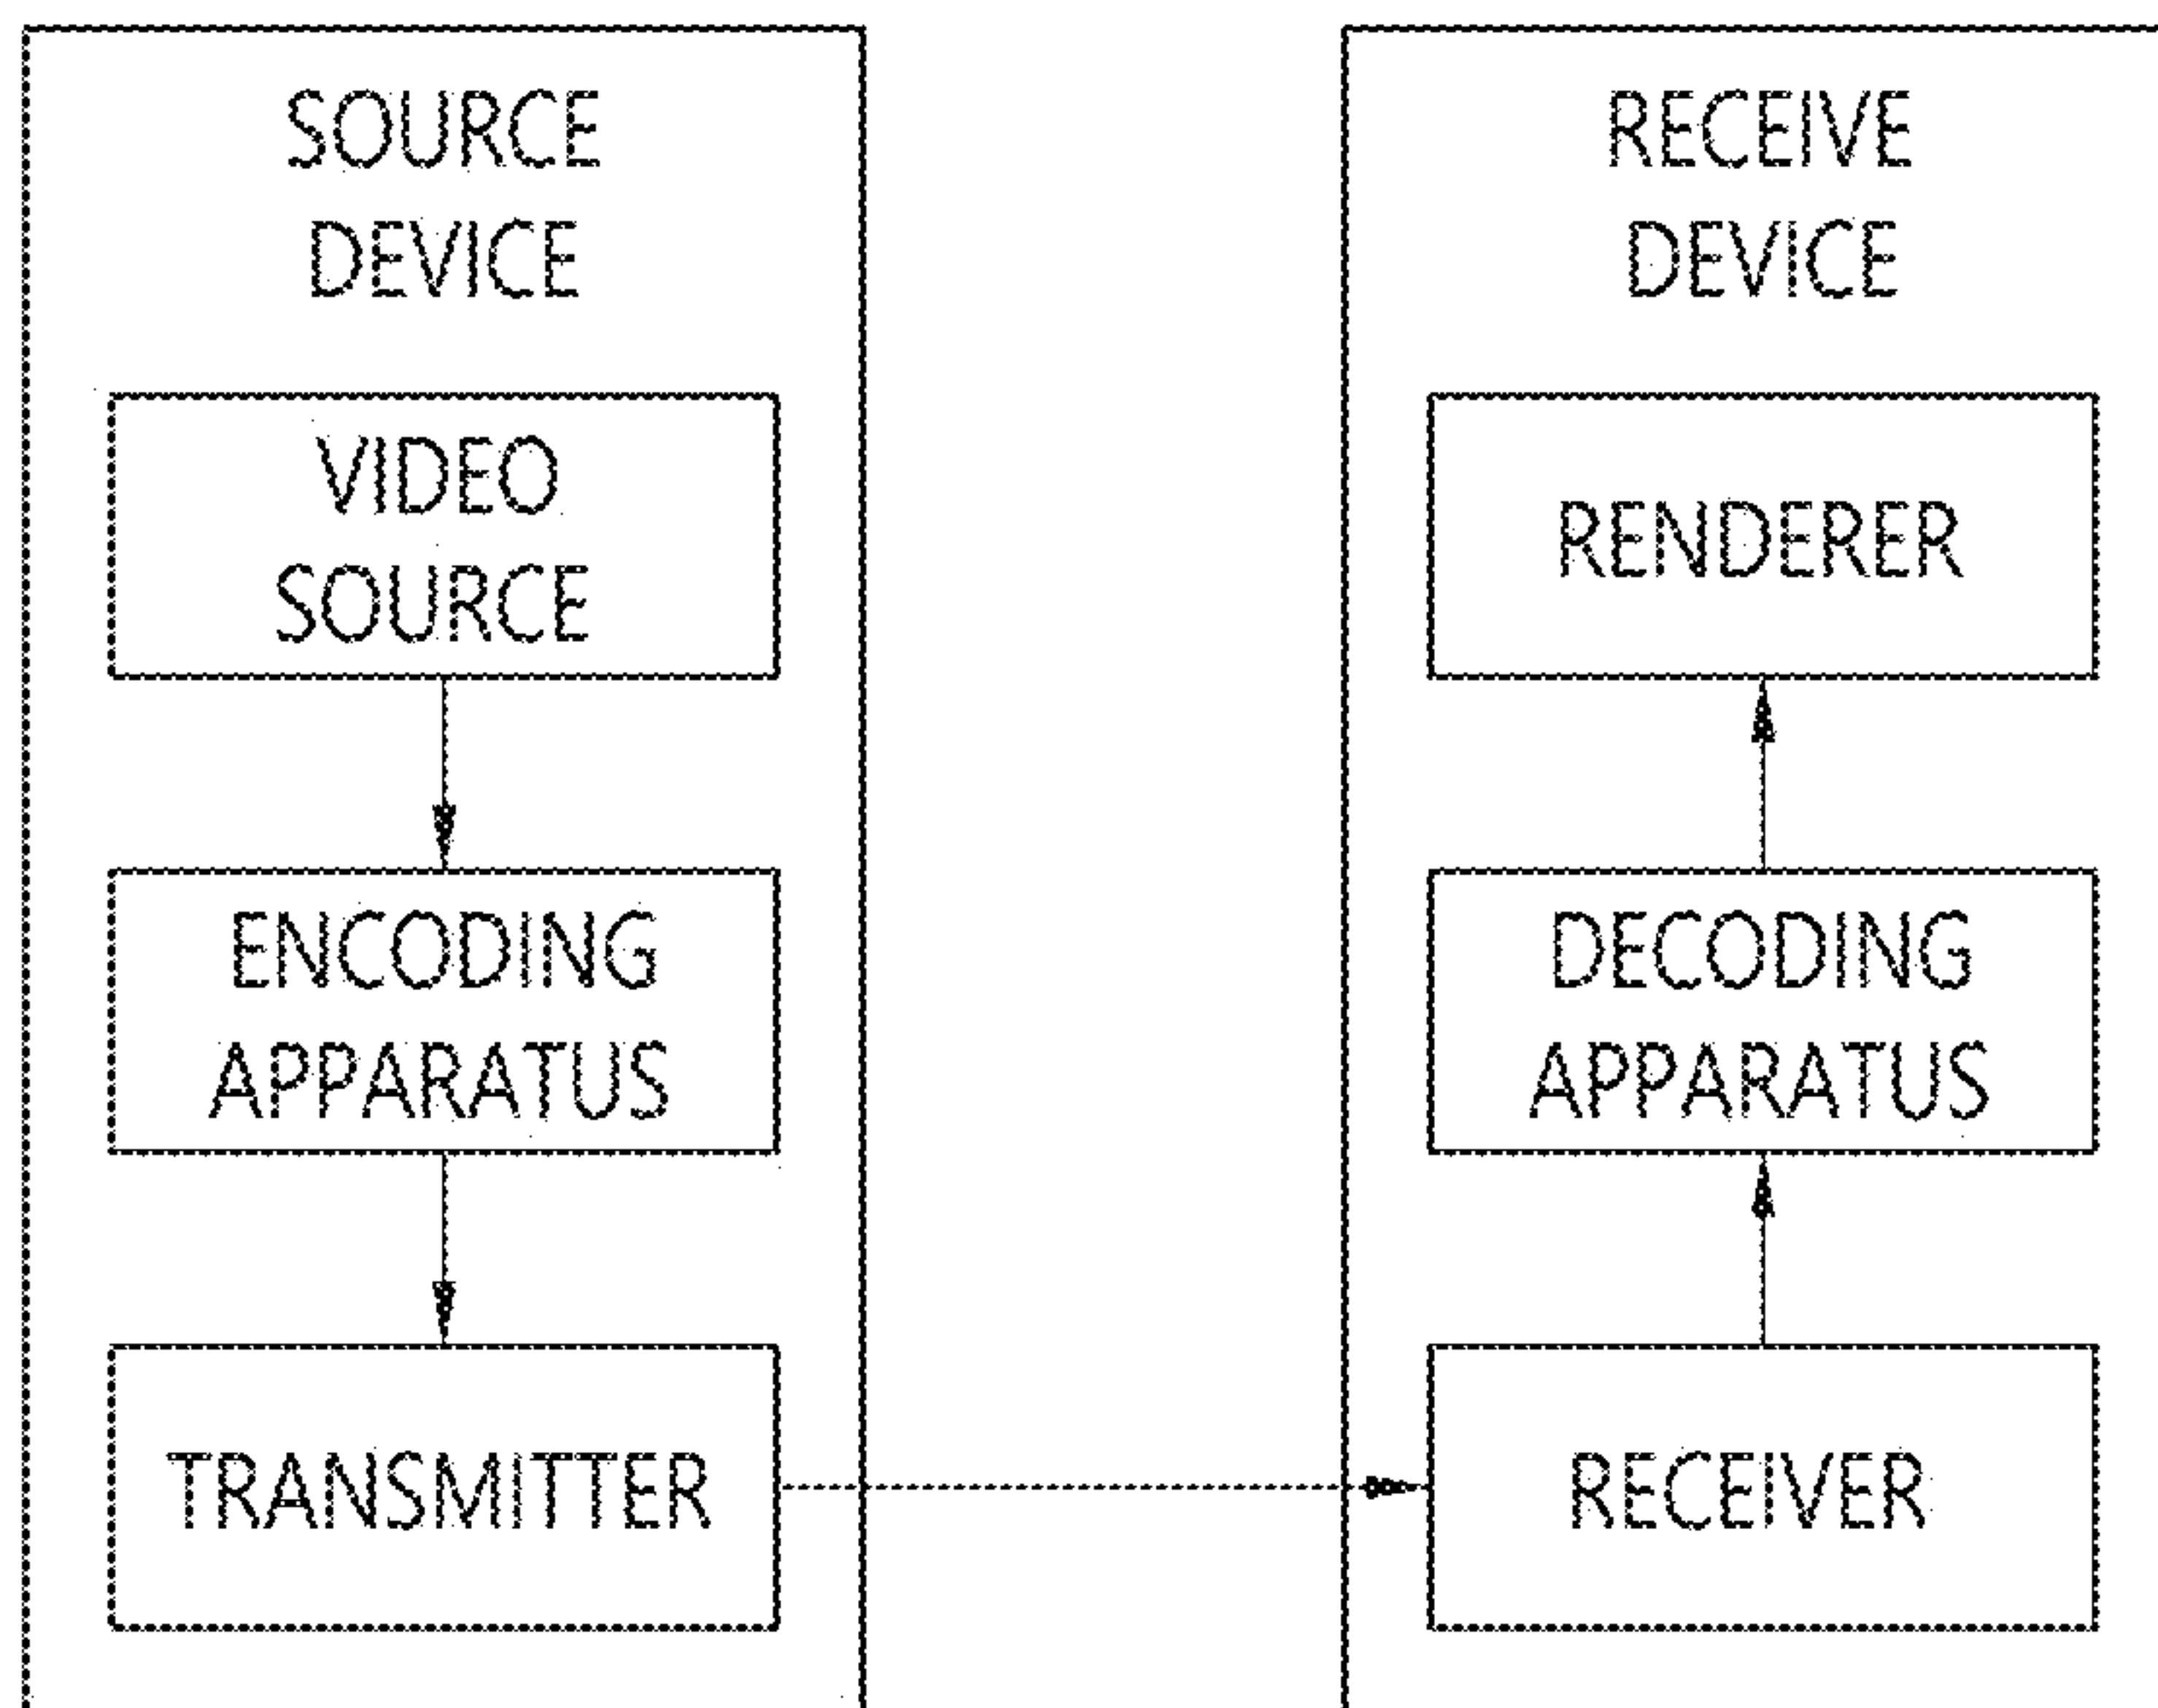 SOURCE
DEVICE
VIDEO
SOURCE
ENCODING
APPARATUS
TRANSMITTER
RECEIVE
DEVICE
RENDERER
DECODING
APPARATUS
RECEIVER